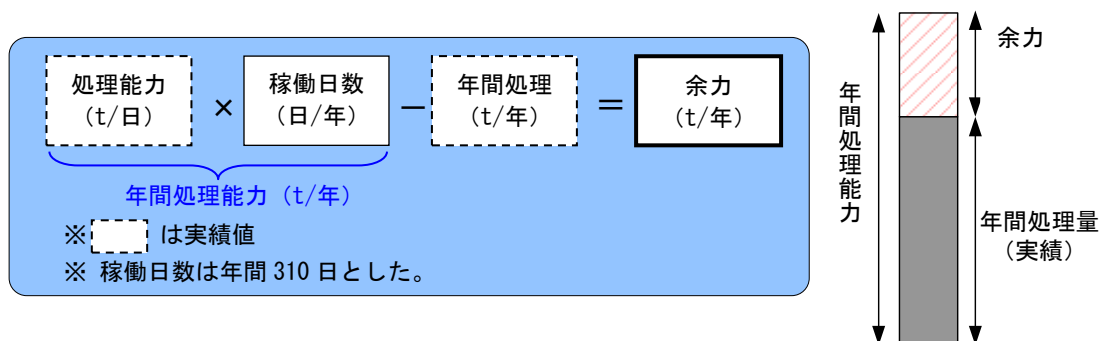 処理能力
(t/日)
×
稼働日数
(日/年)
－
年間処理
(t/年)
＝
余力
(t/年)
年間処理能力 (t/年)
※ は実績値
※ 稼働日数は年間 310 日とした。
年間処理能力
余力
年間処理量
(実績)